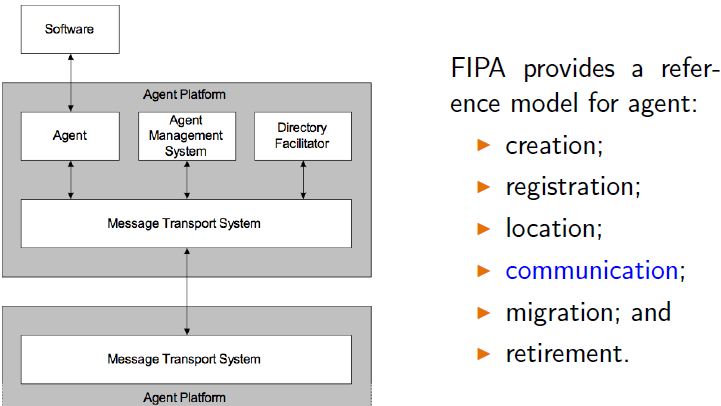 Software
Agent Platform
Agent
Agent
Management
System
Directory
Facilitator
Message Transport System
Message Transport System
Agent Platform
FIPA provides a refer-
ence model for agent:
▶ creation;
▶ registration;
▶ location;
▶ communication;
▶ migration; and
▶ retirement.